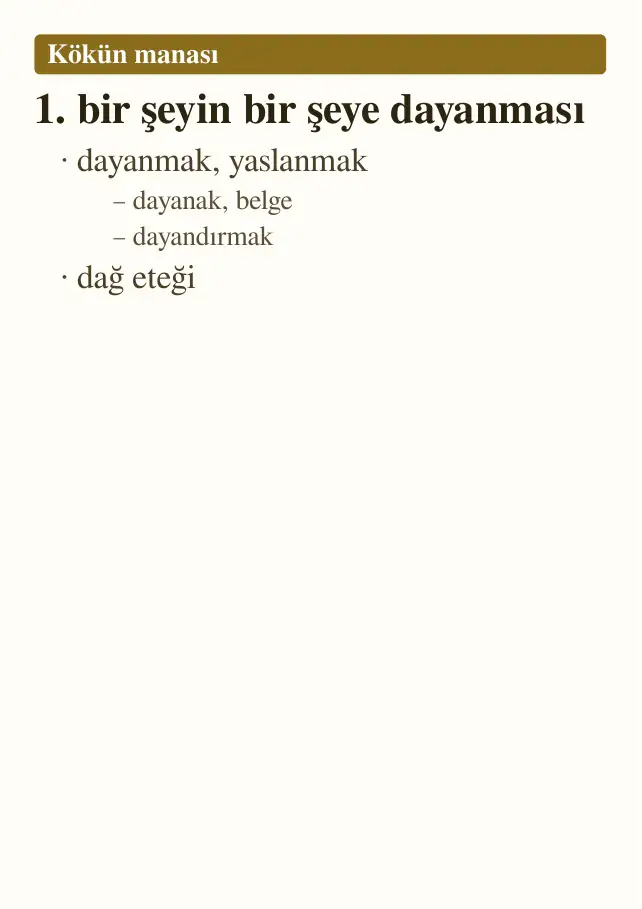 Kökün manası
1. bir şeyin bir şeye dayanması
· dayanmak, yaslanmak
– dayanak, belge
– dayandırmak
· dağ eteği